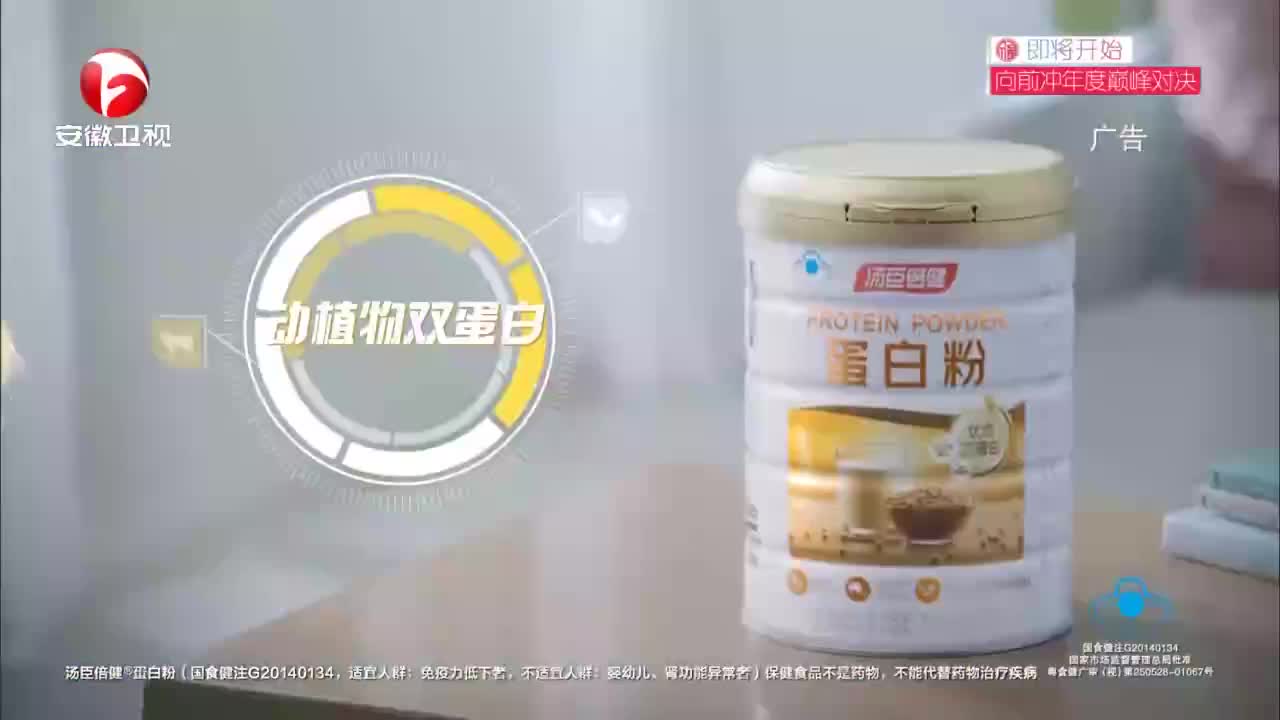 安徽卫视
即将开始
向前冲年度巅峰对决
广告
动植物双蛋白
汤臣倍健
PROTEIN POWDER
蛋白粉
国食健注G20140134
国家市场监督管理总局批准
粤食健广审(视)第250528-01067号
汤臣倍健®蛋白粉(国食健注G20140134,适宜人群:免疫力低下者,不适宜人群:婴幼儿、肾功能异常者)保健食品不是药物,不能代替药物治疗疾病